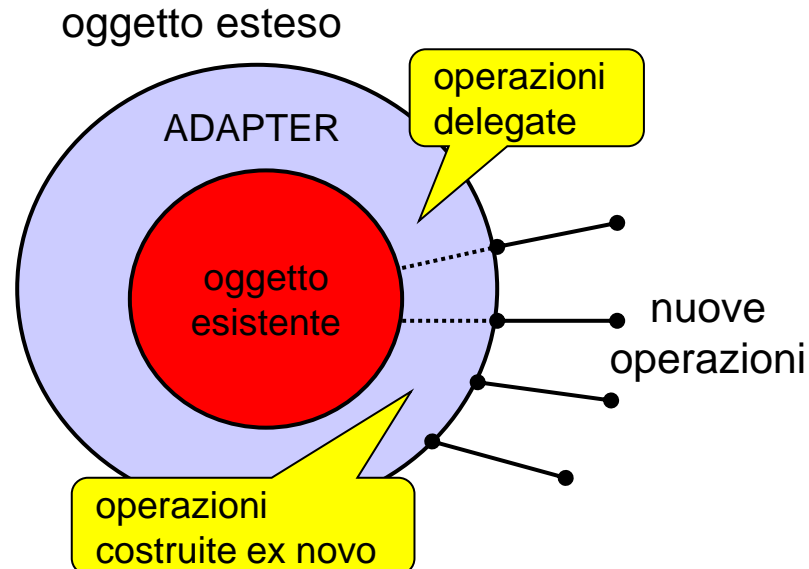 oggetto esteso
operazioni
delegate
ADAPTER
oggetto
esistente
nuove
operazioni
operazioni
costruite ex novo